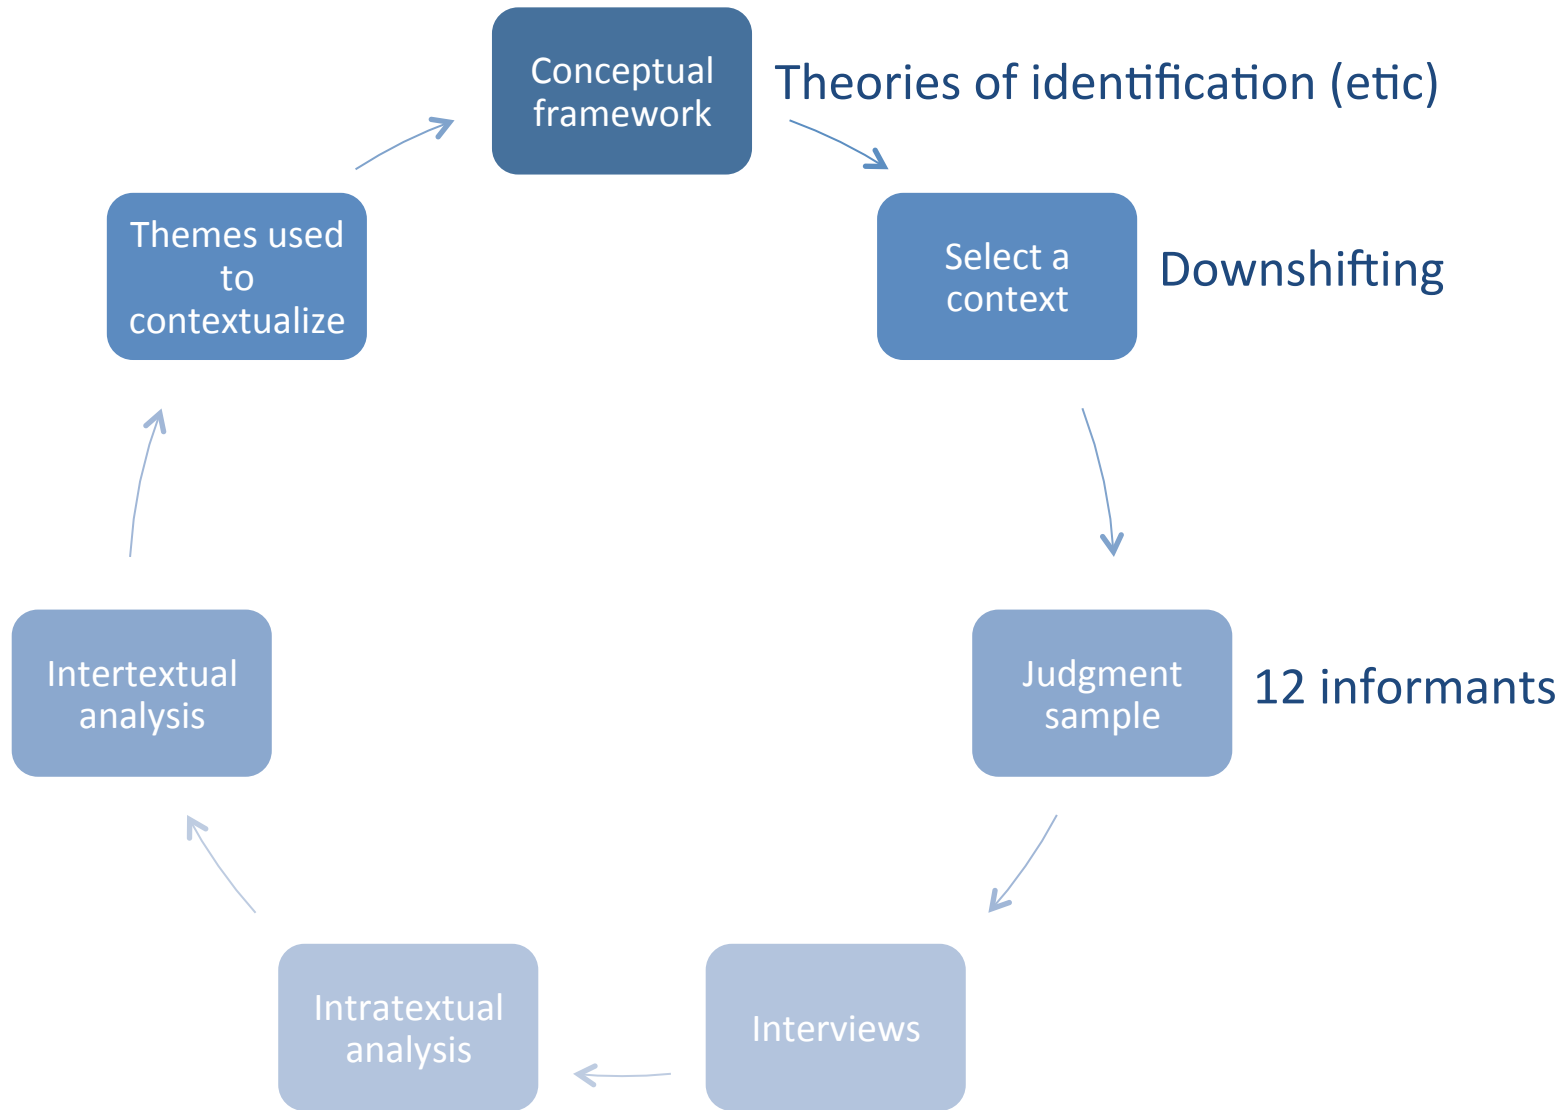 Conceptual
framework
Theories of identification (etic)
Select a
context
Downshifting
Judgment
sample
12 informants
Interviews
Intratextual
analysis
Intertextual
analysis
Themes used
to
contextualize